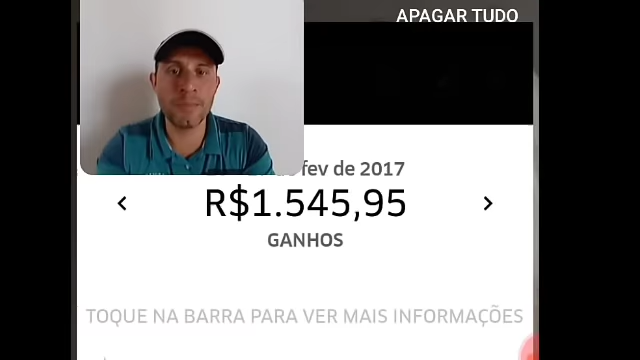 APAGAR TUDO
fev de 2017
R$1.545,95
GANHOS
TOQUE NA BARRA PARA VER MAIS INFORMAÇÕES